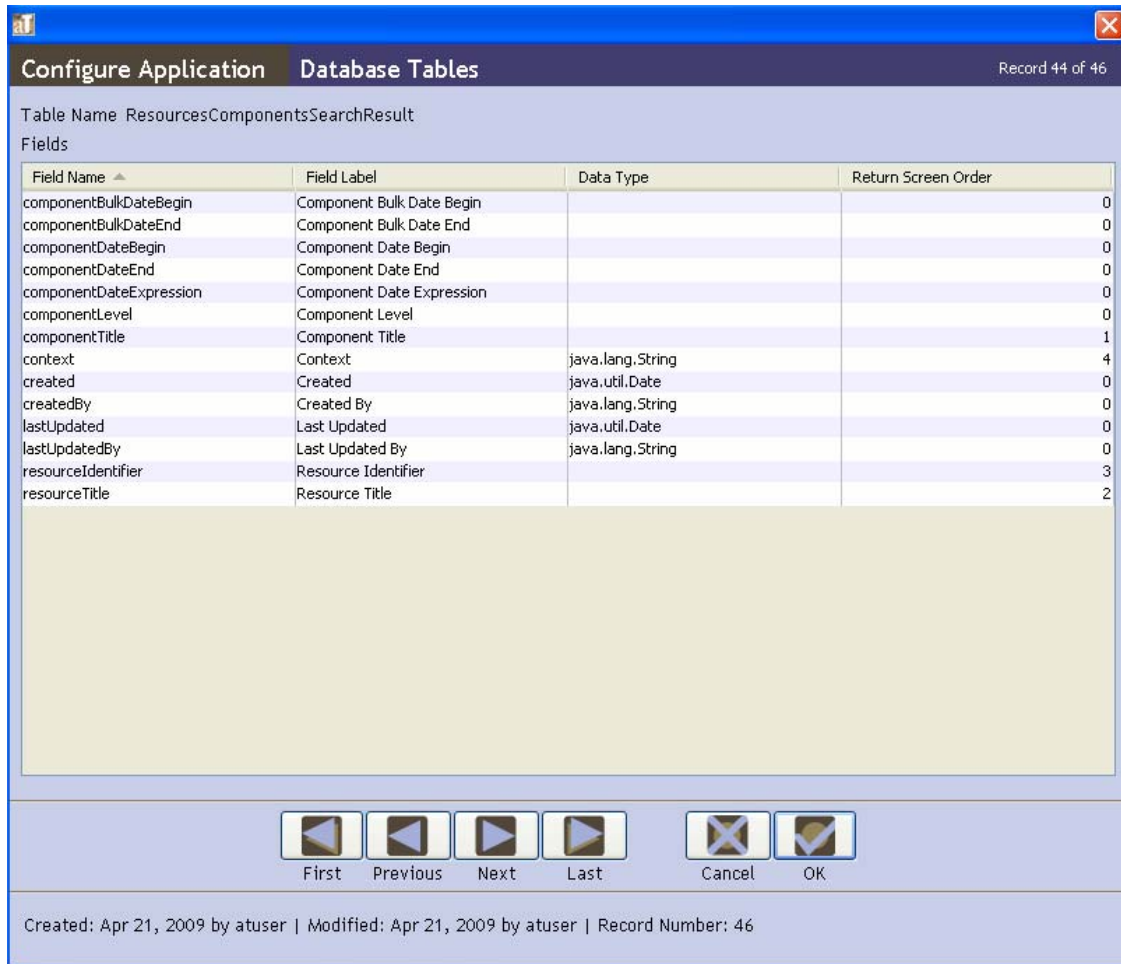 aT
Configure Application Database Tables Record 44 of 46
Table Name ResourcesComponentsSearchResult
Fields
Field Name Field Label Data Type Return Screen Order
componentBulkDateBegin Component Bulk Date Begin 0
componentBulkDateEnd Component Bulk Date End 0
componentDateBegin Component Date Begin 0
componentDateEnd Component Date End 0
componentDateExpression Component Date Expression 0
componentLevel Component Level 0
componentTitle Component Title 1
context Context java.lang.String 4
created Created java.util.Date 0
createdBy Created By java.lang.String 0
lastUpdated Last Updated java.util.Date 0
lastUpdatedBy Last Updated By java.lang.String 0
resourceIdentifier Resource Identifier 3
resourceTitle Resource Title 2
First Previous Next Last Cancel OK
Created: Apr 21, 2009 by atuser | Modified: Apr 21, 2009 by atuser | Record Number: 46